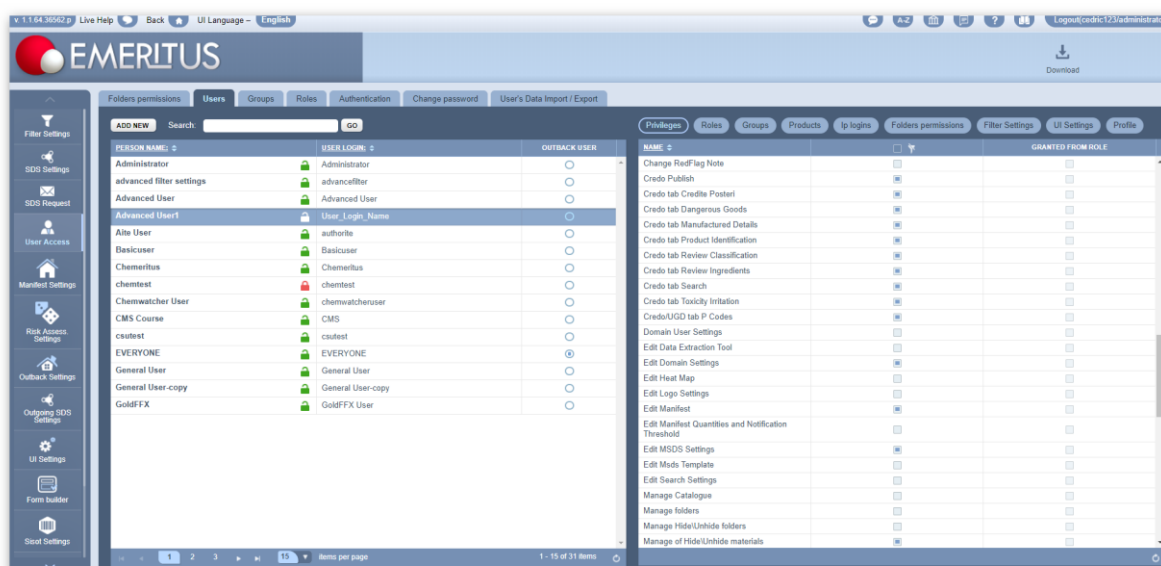 v. 1.1.64.36562.p Live Help Back UI Language – English A-Z ? Logout(cedric123/administrato
EMERITUS
Download
Folders permissions Users Groups Roles Authentication Change password User's Data Import / Export
Filter Settings
SDS Settings
SDS Request
User Access
Manifest Settings
Risk Assess. Settings
Outback Settings
Outgoing SDS Settings
UI Settings
Form builder
Sisot Settings
ADD NEW Search: GO
PERSON NAME: USER LOGIN: OUTBACK USER
Administrator Administrator
advanced filter settings advancefilter
Advanced User Advanced User
Advanced User1 User_Login_Name
Aite User authorite
Basicuser Basicuser
Chemeritus Chemeritus
chemtest chemtest
Chemwatcher User chemwatcheruser
CMS Course CMS
csutest csutest
EVERYONE EVERYONE
General User General User
General User-copy General User-copy
GoldFFX GoldFFX User
1 2 3 15 items per page 1 - 15 of 31 items
Privileges Roles Groups Products Ip logins Folders permissions Filter Settings UI Settings Profile
NAME GRANTED FROM ROLE
Change RedFlag Note
Credo Publish
Credo tab Credite Posteri
Credo tab Dangerous Goods
Credo tab Manufactured Details
Credo tab Product Identification
Credo tab Review Classification
Credo tab Review Ingredients
Credo tab Search
Credo tab Toxicity Irritation
Credo/UGD tab P Codes
Domain User Settings
Edit Data Extraction Tool
Edit Domain Settings
Edit Heat Map
Edit Logo Settings
Edit Manifest
Edit Manifest Quantities and Notification
Threshold
Edit MSDS Settings
Edit Msds Template
Edit Search Settings
Manage Catalogue
Manage folders
Manage Hide\Unhide folders
Manage of Hide\Unhide materials